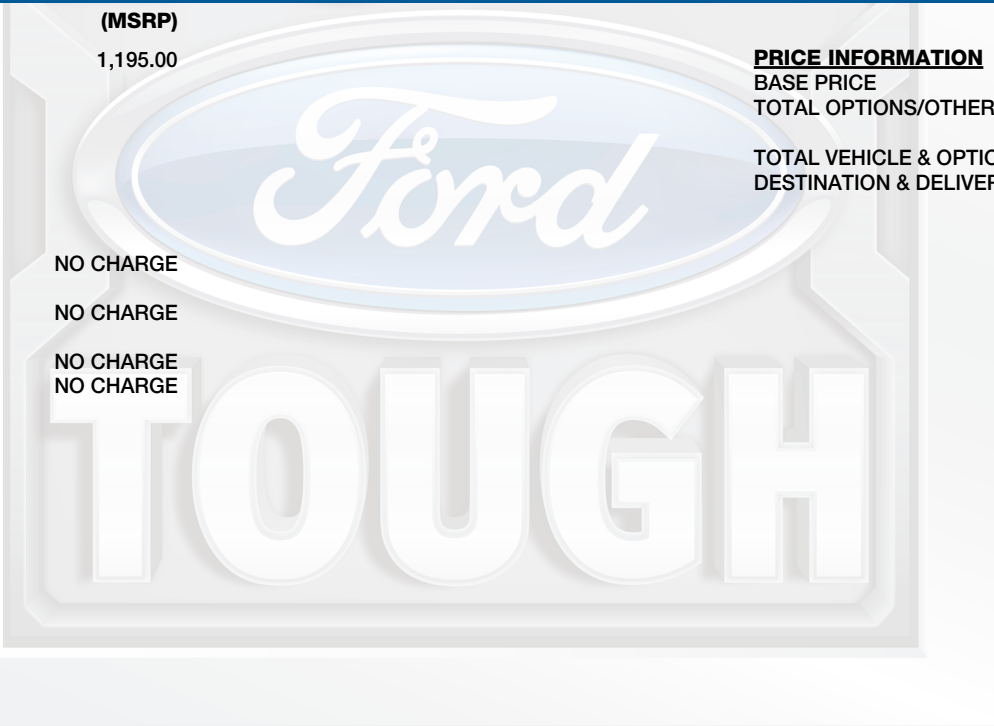 (MSRP)
1,195.00
NO CHARGE
NO CHARGE
NO CHARGE
NO CHARGE
PRICE INFORMATION
BASE PRICE
TOTAL OPTIONS/OTHER
TOTAL VEHICLE & OPTIO
DESTINATION & DELIVER
Ford
TOUGH